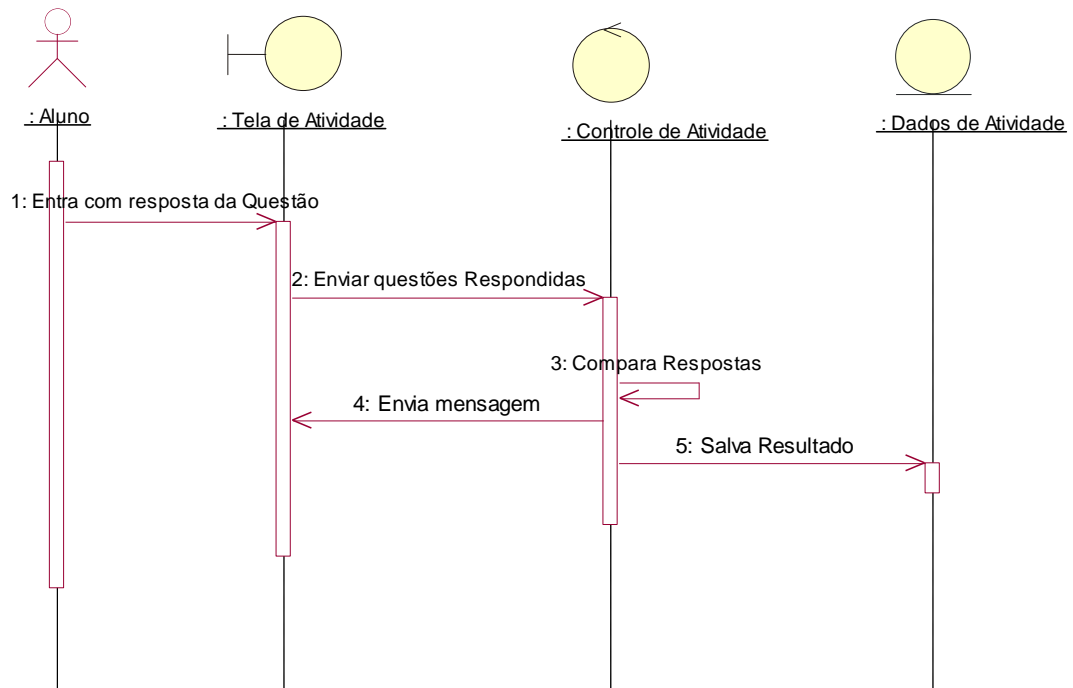 : Aluno
: Tela de Atividade
: Controle de Atividade
: Dados de Atividade
1: Entra com resposta da Questão
2: Enviar questões Respondidas
3: Compara Respostas
4: Envia mensagem
5: Salva Resultado